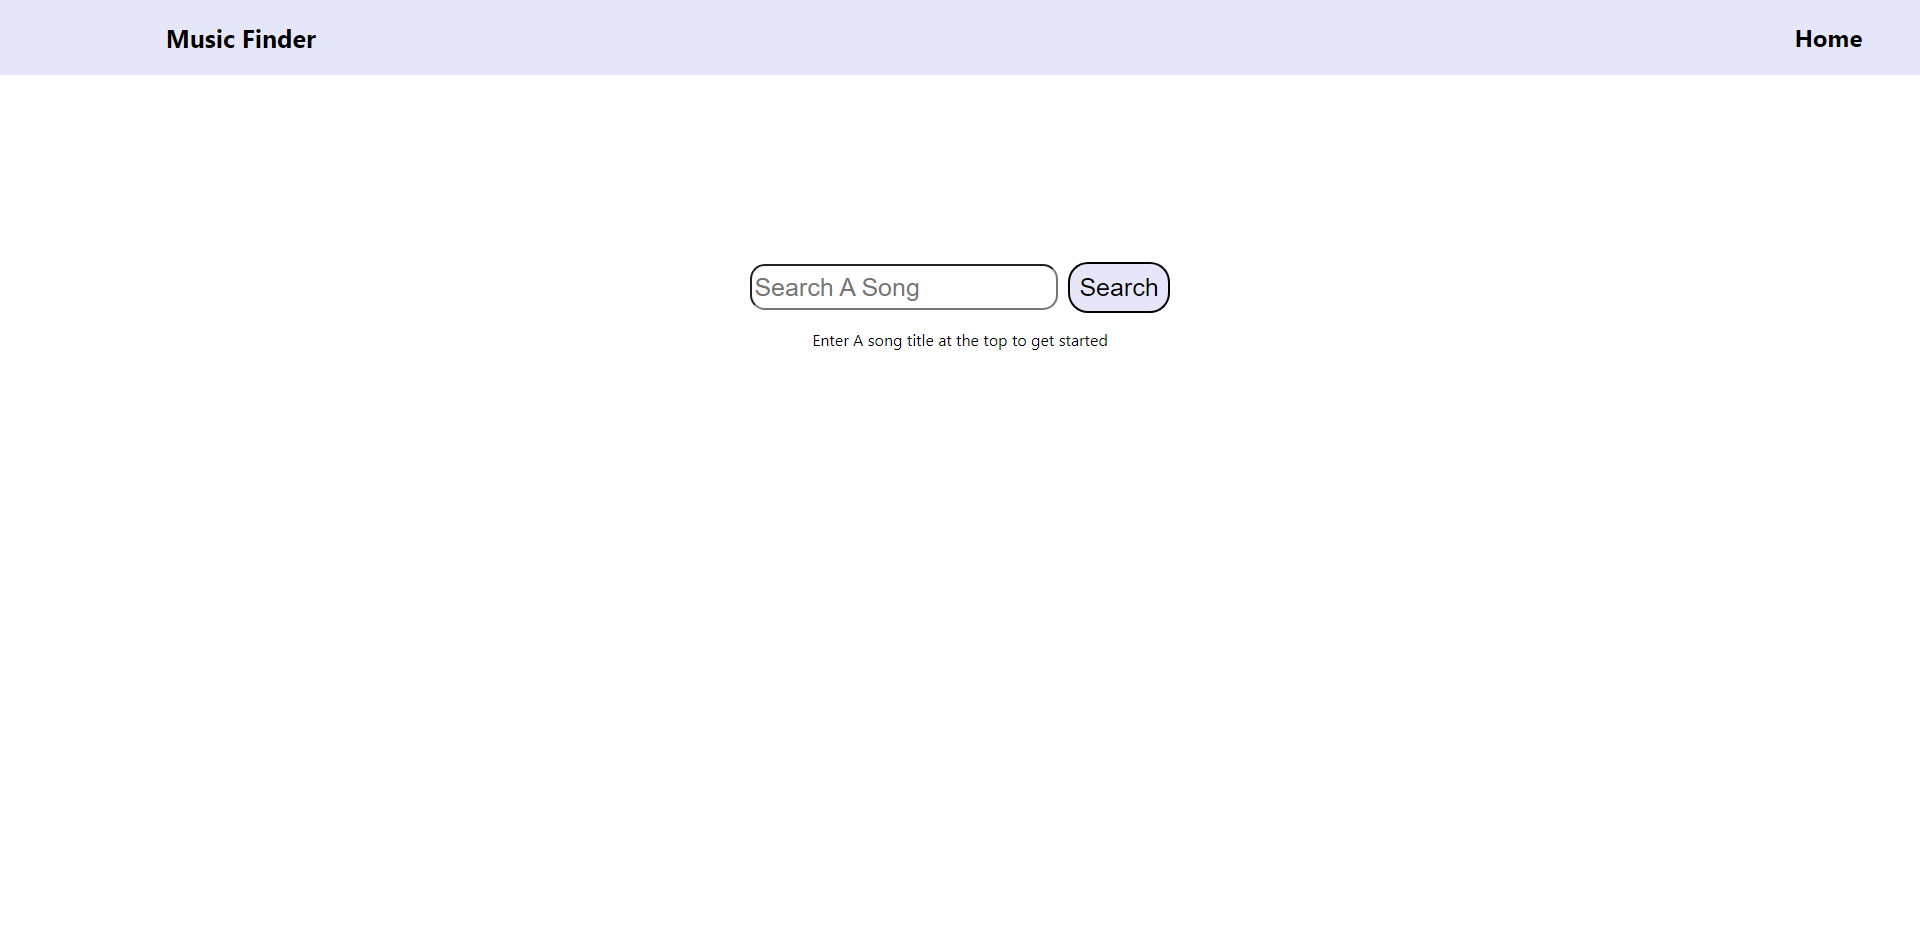 Music Finder Home
Search A Song Search
Enter A song title at the top to get started